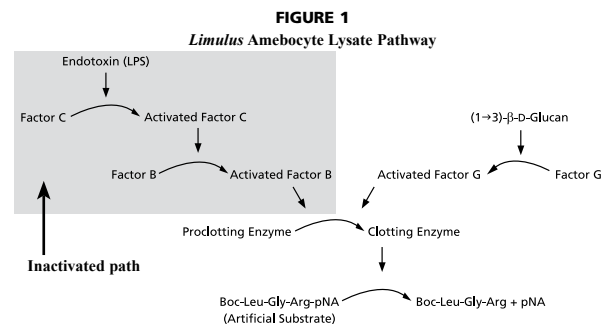 FIGURE 1
Limulus Amebocyte Lysate Pathway
Endotoxin (LPS)
Factor C
Activated Factor C
(1→3)-β-D-Glucan
Factor B
Activated Factor B
Activated Factor G
Factor G
Proclotting Enzyme
Clotting Enzyme
Inactivated path
Boc-Leu-Gly-Arg-pNA
(Artificial Substrate)
Boc-Leu-Gly-Arg + pNA